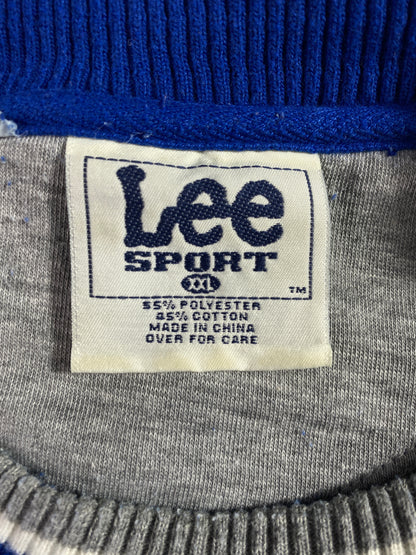 Lee
SPORT
XXL
TM
55% POLYESTER
45% COTTON
MADE IN CHINA
OVER FOR CARE